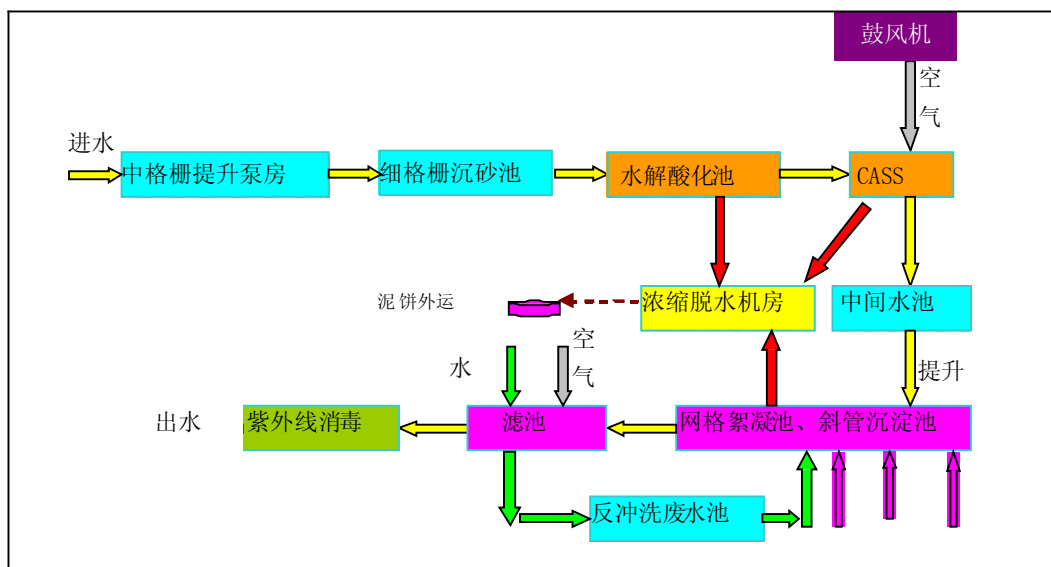 鼓风机
空
气
进水
中格栅提升泵房
细格栅沉砂池
水解酸化池
CASS
泥饼外运
浓缩脱水机房
中间水池
水
空
气
提升
出水
紫外线消毒
滤池
网格絮凝池、斜管沉淀池
反冲洗废水池